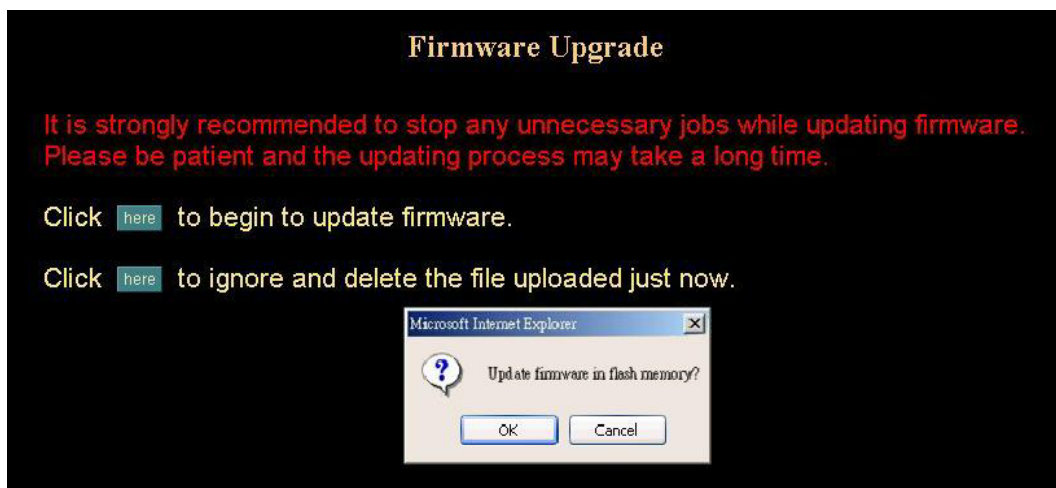 Firmware Upgrade
It is strongly recommended to stop any unnecessary jobs while updating firmware.
Please be patient and the updating process may take a long time.
Click here to begin to update firmware.
Click here to ignore and delete the file uploaded just now.
Microsoft Internet Explorer
Update firmware in flash memory?
OK Cancel